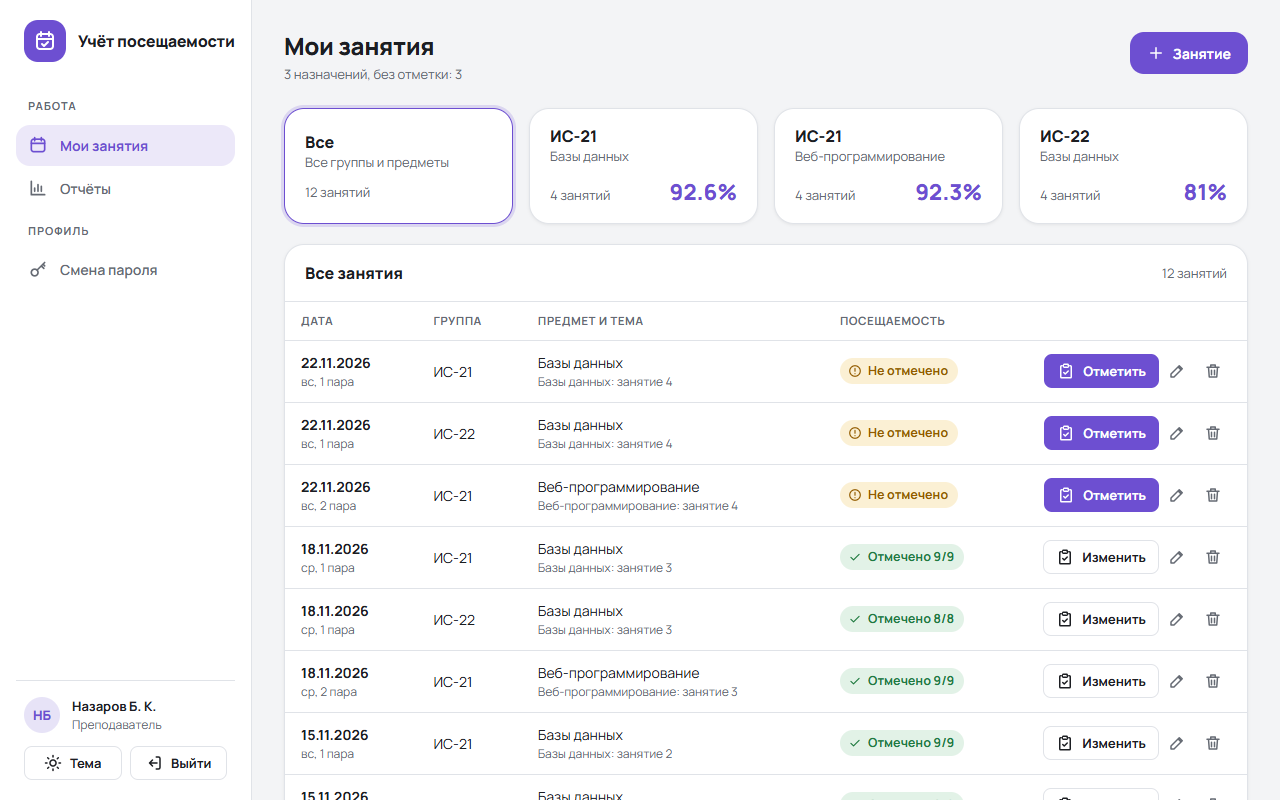 Учёт посещаемости
РАБОТА
Мои занятия
Отчёты
ПРОФИЛЬ
Смена пароля
НБ
Назаров Б. К.
Преподаватель
Тема
Выйти
Мои занятия
3 назначений, без отметки: 3
Занятие
Все
Все группы и предметы
12 занятий
ИС-21
Базы данных
4 занятий 92.6%
ИС-21
Веб-программирование
4 занятий 92.3%
ИС-22
Базы данных
4 занятий 81%
Все занятия 12 занятий
ДАТА ГРУППА ПРЕДМЕТ И ТЕМА ПОСЕЩАЕМОСТЬ
22.11.2026 ИС-21 Базы данных Не отмечено Отметить
вс, 1 пара Базы данных: занятие 4
22.11.2026 ИС-22 Базы данных Не отмечено Отметить
вс, 1 пара Базы данных: занятие 4
22.11.2026 ИС-21 Веб-программирование Не отмечено Отметить
вс, 2 пара Веб-программирование: занятие 4
18.11.2026 ИС-21 Базы данных Отмечено 9/9 Изменить
ср, 1 пара Базы данных: занятие 3
18.11.2026 ИС-22 Базы данных Отмечено 8/8 Изменить
ср, 1 пара Базы данных: занятие 3
18.11.2026 ИС-21 Веб-программирование Отмечено 9/9 Изменить
ср, 2 пара Веб-программирование: занятие 3
15.11.2026 ИС-21 Базы данных Отмечено 9/9 Изменить
вс, 1 пара Базы данных: занятие 2
15.11.2026 Базы данных